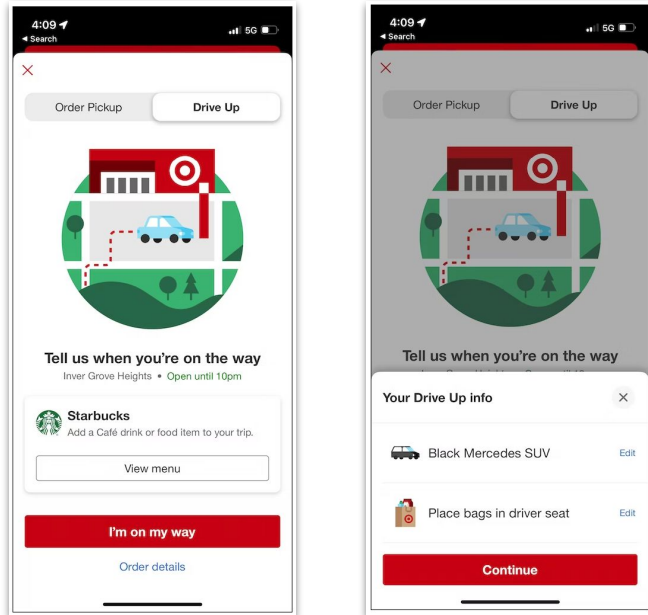 4:09
5G
Search
Order Pickup
Drive Up
Tell us when you're on the way
Inver Grove Heights • Open until 10pm
Starbucks
Add a Café drink or food item to your trip.
View menu
I'm on my way
Order details
4:09
5G
Search
Order Pickup
Drive Up
Tell us when you're on the way
Your Drive Up info
Black Mercedes SUV
Edit
Place bags in driver seat
Edit
Continue